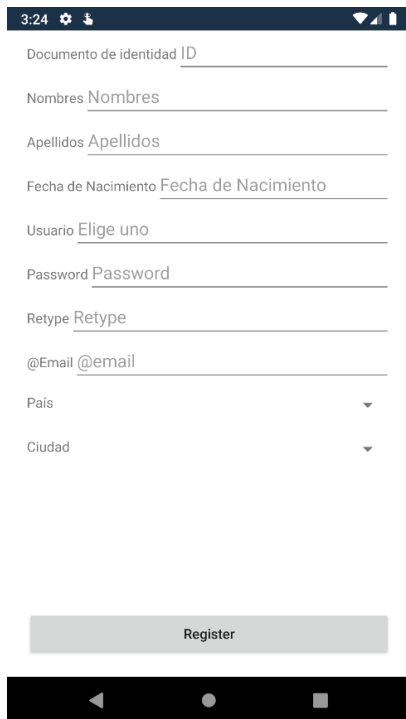 3:24
Documento de identidad ID
Nombres Nombres
Apellidos Apellidos
Fecha de Nacimiento Fecha de Nacimiento
Usuario Elige uno
Password Password
Retype Retype
@Email @email
País
Ciudad
Register